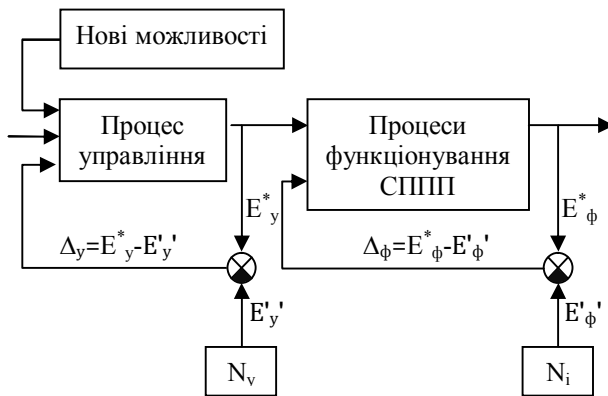 Нові можливості
Процес
управління
Процеси
функціонування
СППП
E*у
E*ф
Δу=E*у-E'у'
Δф=E*ф-E'ф'
E'у'
E'ф'
Nv
Ni